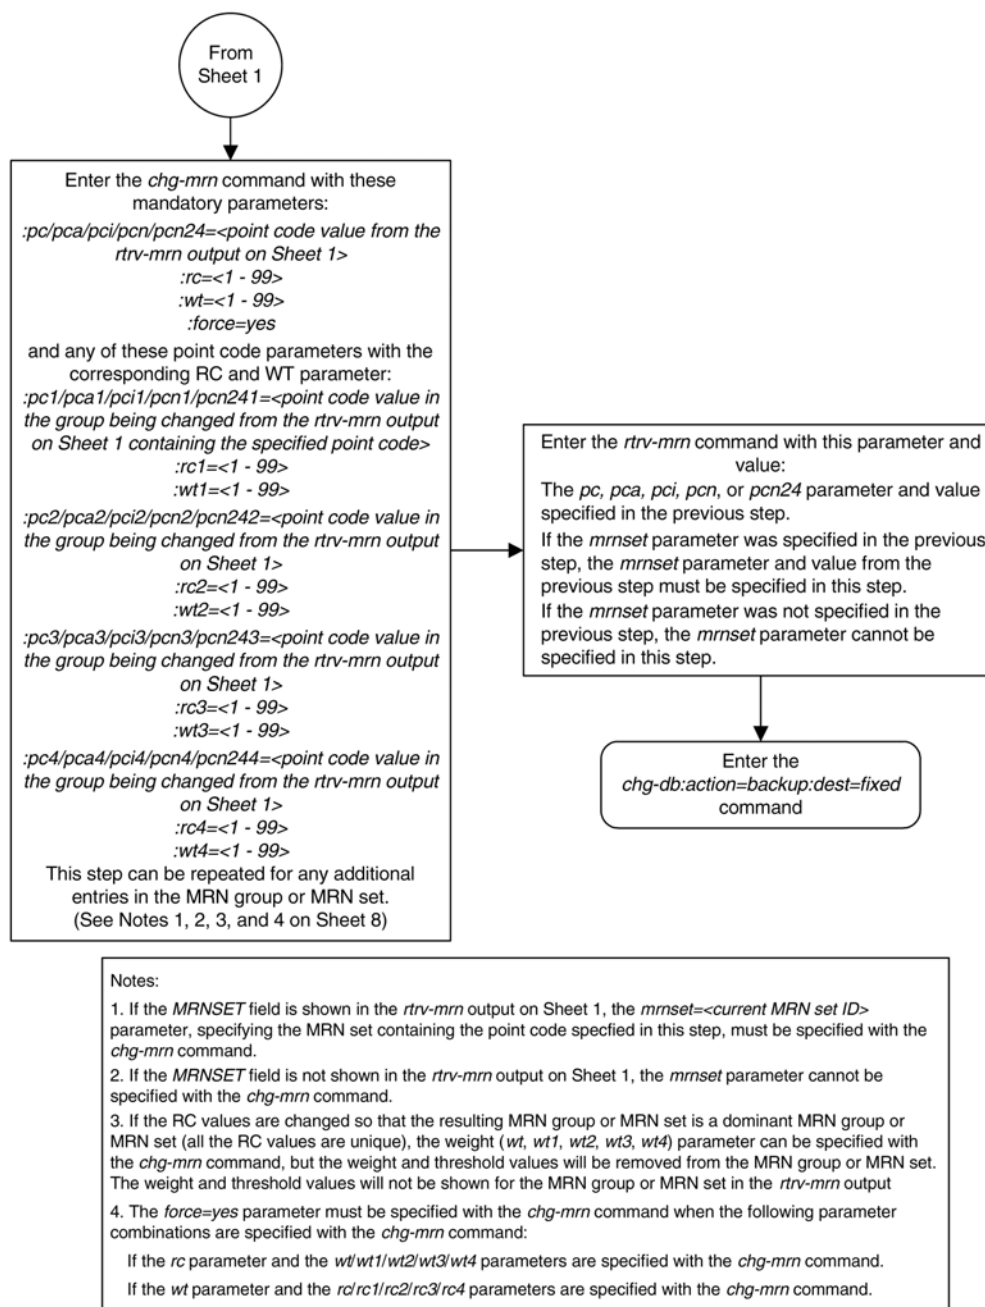 From
Sheet 1
Enter the chg-mrn command with these
mandatory parameters:
:pc/pca/pci/pcn/pcn24=<point code value from the
rtrv-mrn output on Sheet 1>
:rc=<1 - 99>
:wt=<1 - 99>
:force=yes
and any of these point code parameters with the
corresponding RC and WT parameter:
:pc1/pca1/pci1/pcn1/pcn241=<point code value in
the group being changed from the rtrv-mrn output
on Sheet 1 containing the specified point code>
:rc1=<1 - 99>
:wt1=<1 - 99>
:pc2/pca2/pci2/pcn2/pcn242=<point code value in
the group being changed from the rtrv-mrn output
on Sheet 1>
:rc2=<1 - 99>
:wt2=<1 - 99>
:pc3/pca3/pci3/pcn3/pcn243=<point code value in
the group being changed from the rtrv-mrn output
on Sheet 1>
:rc3=<1 - 99>
:wt3=<1 - 99>
:pc4/pca4/pci4/pcn4/pcn244=<point code value in
the group being changed from the rtrv-mrn output
on Sheet 1>
:rc4=<1 - 99>
:wt4=<1 - 99>
This step can be repeated for any additional
entries in the MRN group or MRN set.
(See Notes 1, 2, 3, and 4 on Sheet 8)
Enter the rtrv-mrn command with this parameter and
value:
The pc, pca, pci, pcn, or pcn24 parameter and value
specified in the previous step.
If the mrnset parameter was specified in the previous
step, the mrnset parameter and value from the
previous step must be specified in this step.
If the mrnset parameter was not specified in the
previous step, the mrnset parameter cannot be
specified in this step.
Enter the
chg-db:action=backup:dest=fixed
command
Notes:
1. If the MRNSET field is shown in the rtrv-mrn output on Sheet 1, the mrnset=<current MRN set ID>
parameter, specifying the MRN set containing the point code specfied in this step, must be specified with the
chg-mrn command.
2. If the MRNSET field is not shown in the rtrv-mrn output on Sheet 1, the mrnset parameter cannot be
specified with the chg-mrn command.
3. If the RC values are changed so that the resulting MRN group or MRN set is a dominant MRN group or
MRN set (all the RC values are unique), the weight (wt, wt1, wt2, wt3, wt4) parameter can be specified with
the chg-mrn command, but the weight and threshold values will be removed from the MRN group or MRN set.
The weight and threshold values will not be shown for the MRN group or MRN set in the rtrv-mrn output
4. The force=yes parameter must be specified with the chg-mrn command when the following parameter
combinations are specified with the chg-mrn command:
If the rc parameter and the wt/wt1/wt2/wt3/wt4 parameters are specified with the chg-mrn command.
If the wt parameter and the rc/rc1/rc2/rc3/rc4 parameters are specified with the chg-mrn command.